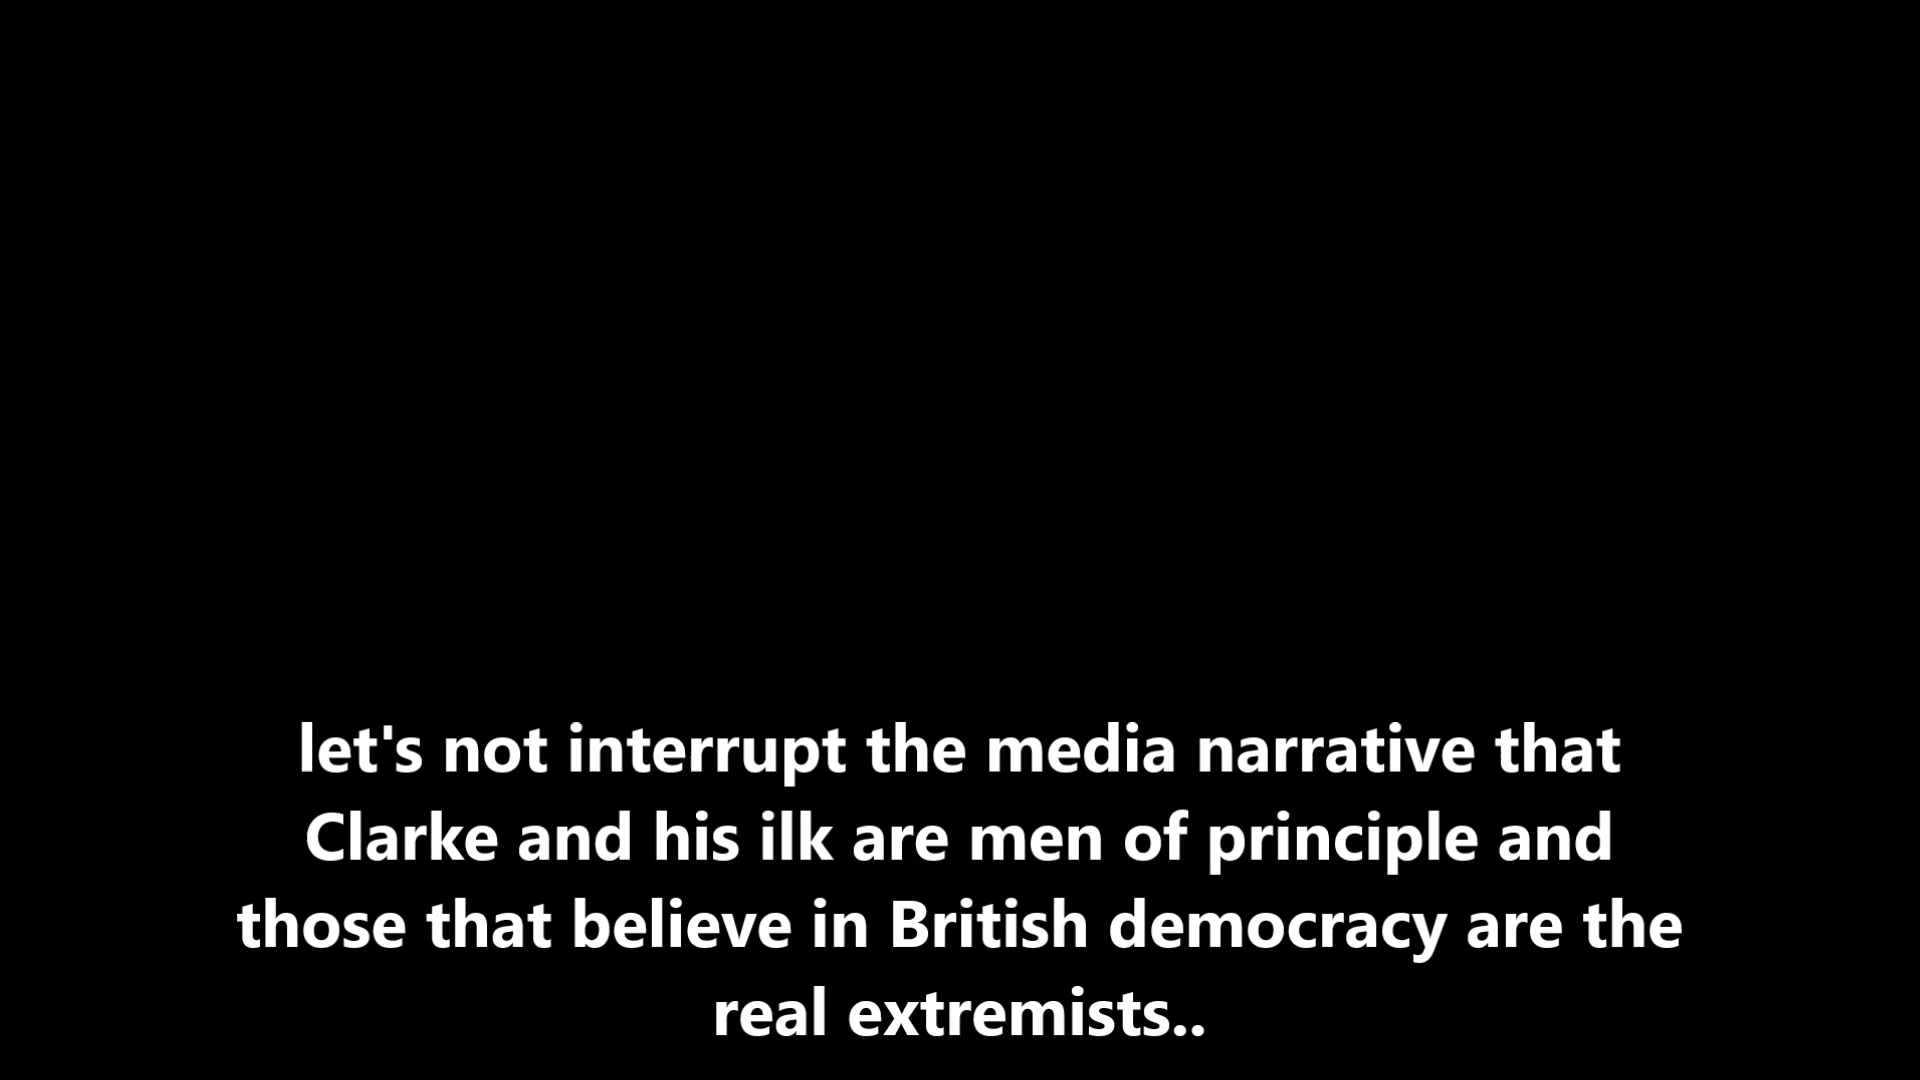 let's not interrupt the media narrative that
Clarke and his ilk are men of principle and
those that believe in British democracy are the
real extremists..